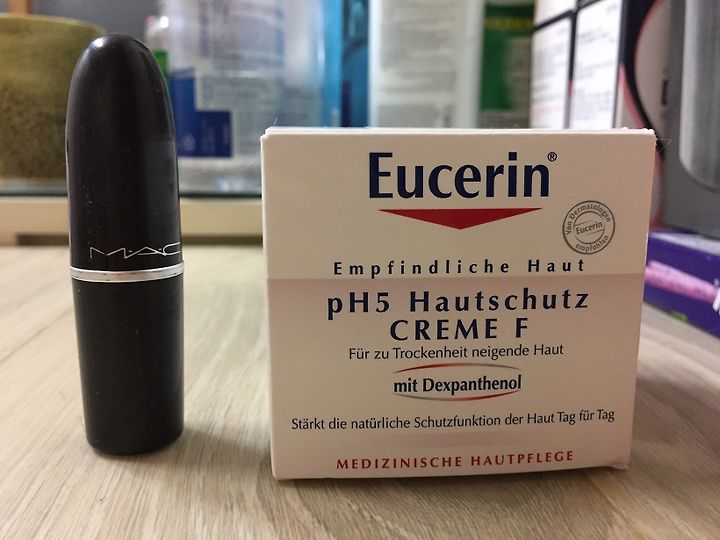 M·A·C
Eucerin®
Von Dermatologen
Eucerin
empfohlen
Empfindliche Haut
pH5 Hautschutz
CREME F
Für zu Trockenheit neigende Haut
mit Dexpanthenol
Stärkt die natürliche Schutzfunktion der Haut Tag für Tag
MEDIZINISCHE HAUTPFLEGE